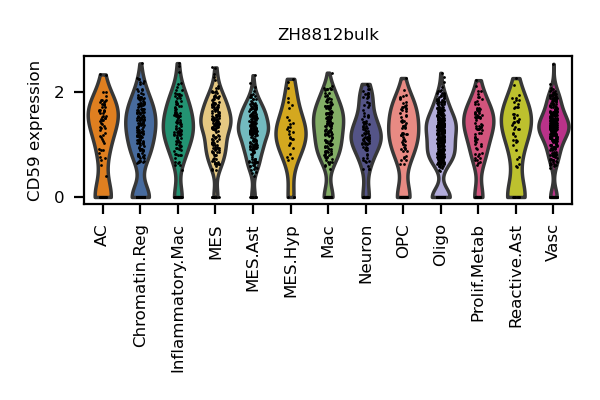 ZH8812bulk
CD59 expression
2
0
AC
Chromatin.Reg
Inflammatory.Mac
MES
MES.Ast
MES.Hyp
Mac
Neuron
OPC
Oligo
Prolif.Metab
Reactive.Ast
Vasc